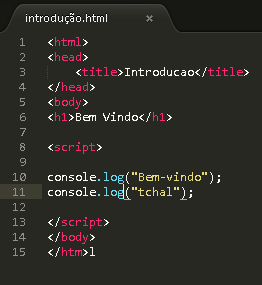 introdução.html ×
1 <html>
2 <head>
3     <title>Introducao</title>
4 </head>
5 <body>
6 <h1>Bem Vindo</h1>
7
8 <script>
9
10 console.log("Bem-vindo");
11 console.log("tchal");
12
13 </script>
14 </body>
15 </htm>l